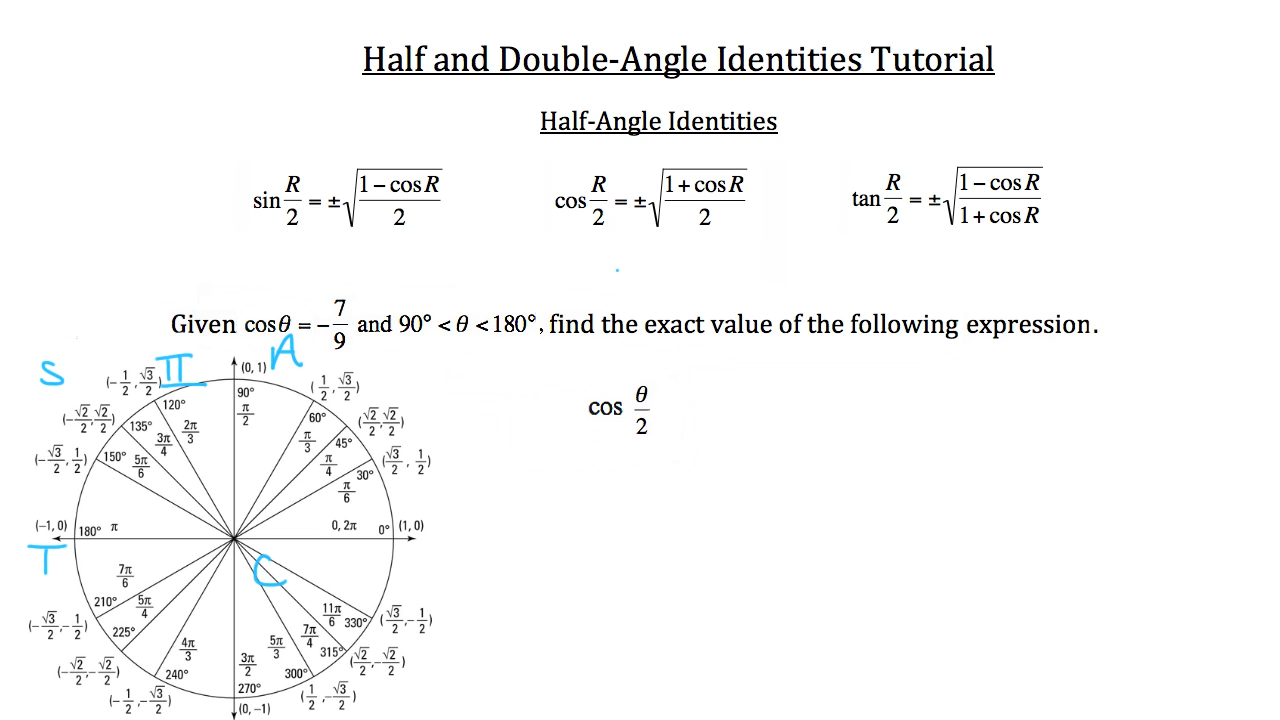 Half and Double-Angle Identities Tutorial
Half-Angle Identities
sin R/2 = ±√((1 − cos R)/2)
cos R/2 = ±√((1 + cos R)/2)
tan R/2 = ±√((1 − cos R)/(1 + cos R))
Given cosθ = −7/9 and 90° < θ < 180°, find the exact value of the following expression.
cos θ/2
S
II
A
(0, 1)
(−1/2, √3/2)
(1/2, √3/2)
90°
π/2
120°
2π/3
60°
π/3
(−√2/2, √2/2)
(√2/2, √2/2)
135°
3π/4
45°
π/4
(−√3/2, 1/2)
(√3/2, 1/2)
150°
5π/6
30°
π/6
(−1, 0)
180° π
0, 2π
0°
(1, 0)
T
C
7π/6
210°
11π/6
330°
(−√3/2, −1/2)
(√3/2, −1/2)
5π/4
225°
7π/4
315°
(−√2/2, −√2/2)
(√2/2, −√2/2)
4π/3
240°
5π/3
300°
(−1/2, −√3/2)
(1/2, −√3/2)
3π/2
270°
(0, −1)